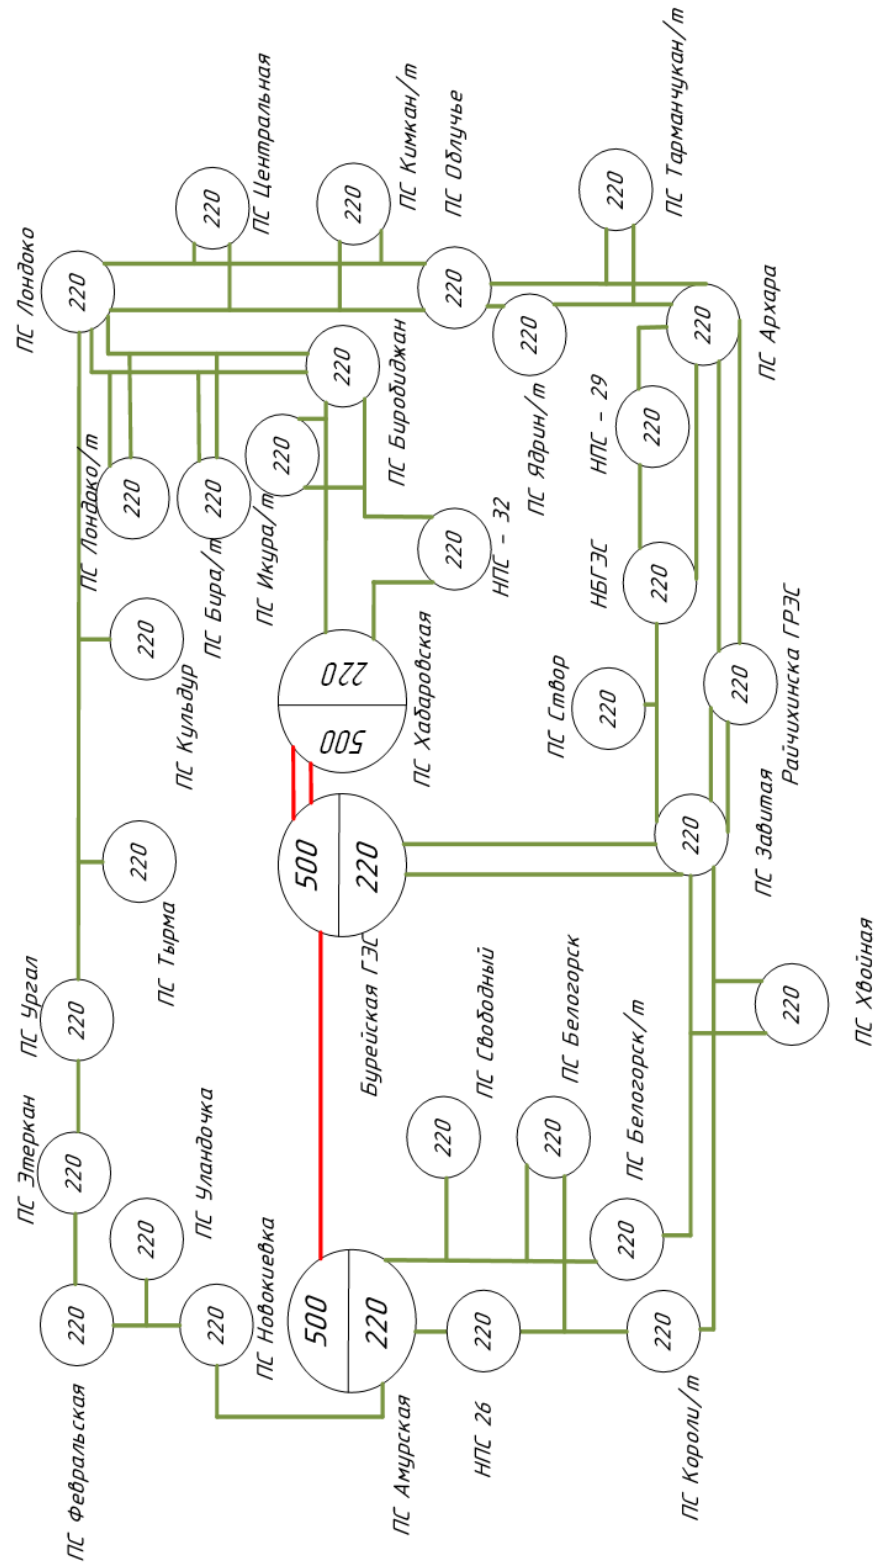 ПС Февральская
220
ПС Этеркан
220
ПС Ургал
220
ПС Лондоко
220
220
ПС Уландочка
220
ПС Тырма
220
ПС Кульдур
220
ПС Лондоко/т
220
ПС Бира/т
220
ПС Центральная
220
ПС Новокиевка
220
ПС Икура/т
220
ПС Биробиджан
220
ПС Кимкан/т
500
220
ПС Амурская
500
220
Бурейская ГЭС
500
220
ПС Хабаровская
220
НПС - 32
220
ПС Облучье
220
НПС 26
220
ПС Свободный
220
ПС Ядрин/т
220
ПС Белогорск
220
ПС Створ
220
НБГЭС
220
НПС - 29
220
ПС Тарманчукан/т
220
ПС Белогорск/т
220
ПС Короли/т
220
ПС Завитая
220
Райчихинска ГРЭС
220
ПС Архара
220
ПС Хвойная